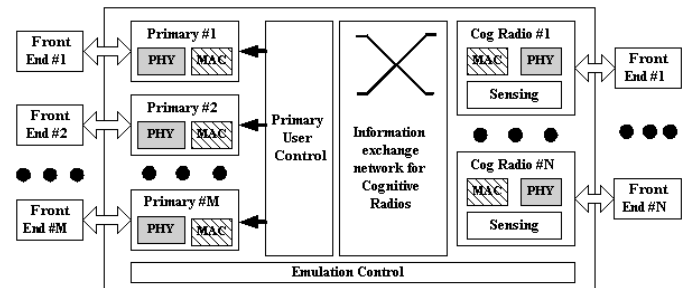 Front
End #1
Primary #1
PHY
MAC
Front
End #2
Primary #2
PHY
MAC
Front
End #M
Primary #M
PHY
MAC
Primary
User
Control
Information
exchange
network for
Cognitive
Radios
Cog Radio #1
MAC
PHY
Sensing
Front
End #1
Cog Radio #N
MAC
PHY
Sensing
Front
End #N
Emulation Control